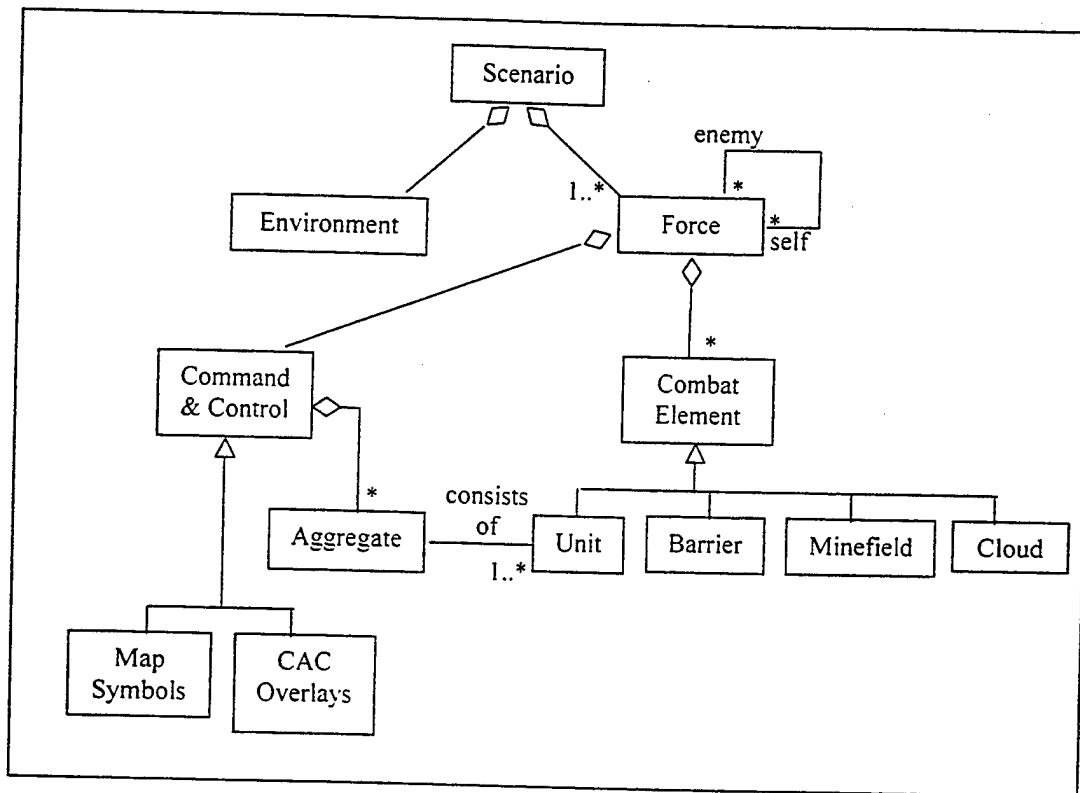 Scenario
enemy
*
1..*
Environment
Force
*
self
*
Command
& Control
Combat
Element
*
consists
of
Aggregate
Unit
Barrier
Minefield
Cloud
1..*
Map
Symbols
CAC
Overlays